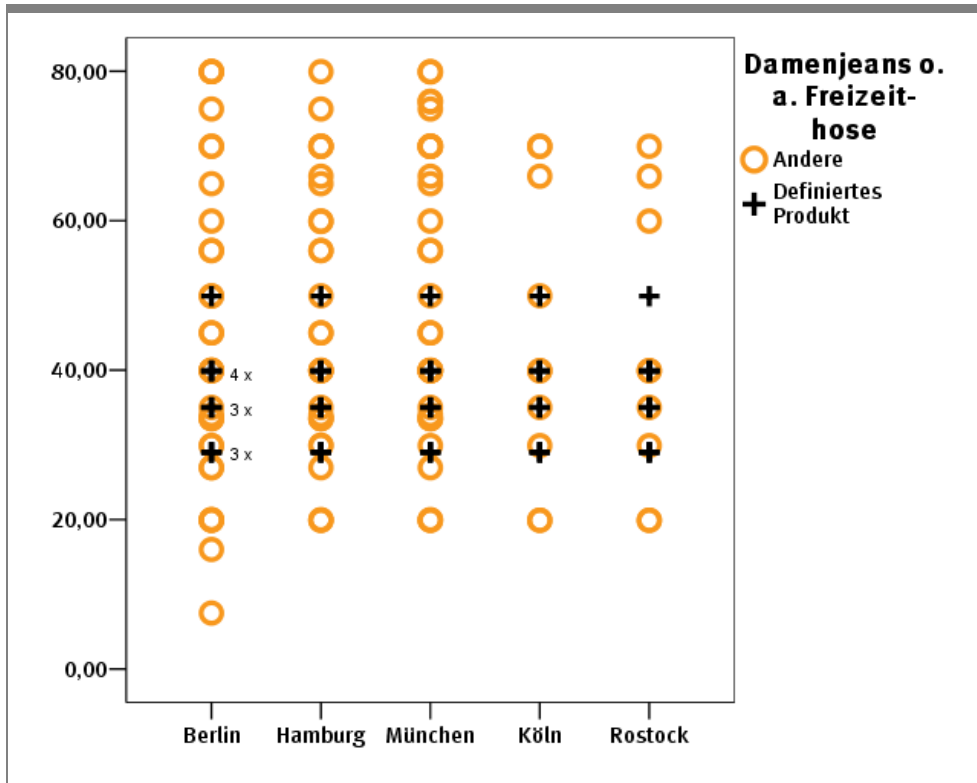 Damenjeans o.
a. Freizeit-
hose
Andere
Definiertes
Produkt
80,00
60,00
40,00
20,00
0,00
4 x
3 x
3 x
Berlin Hamburg München Köln Rostock